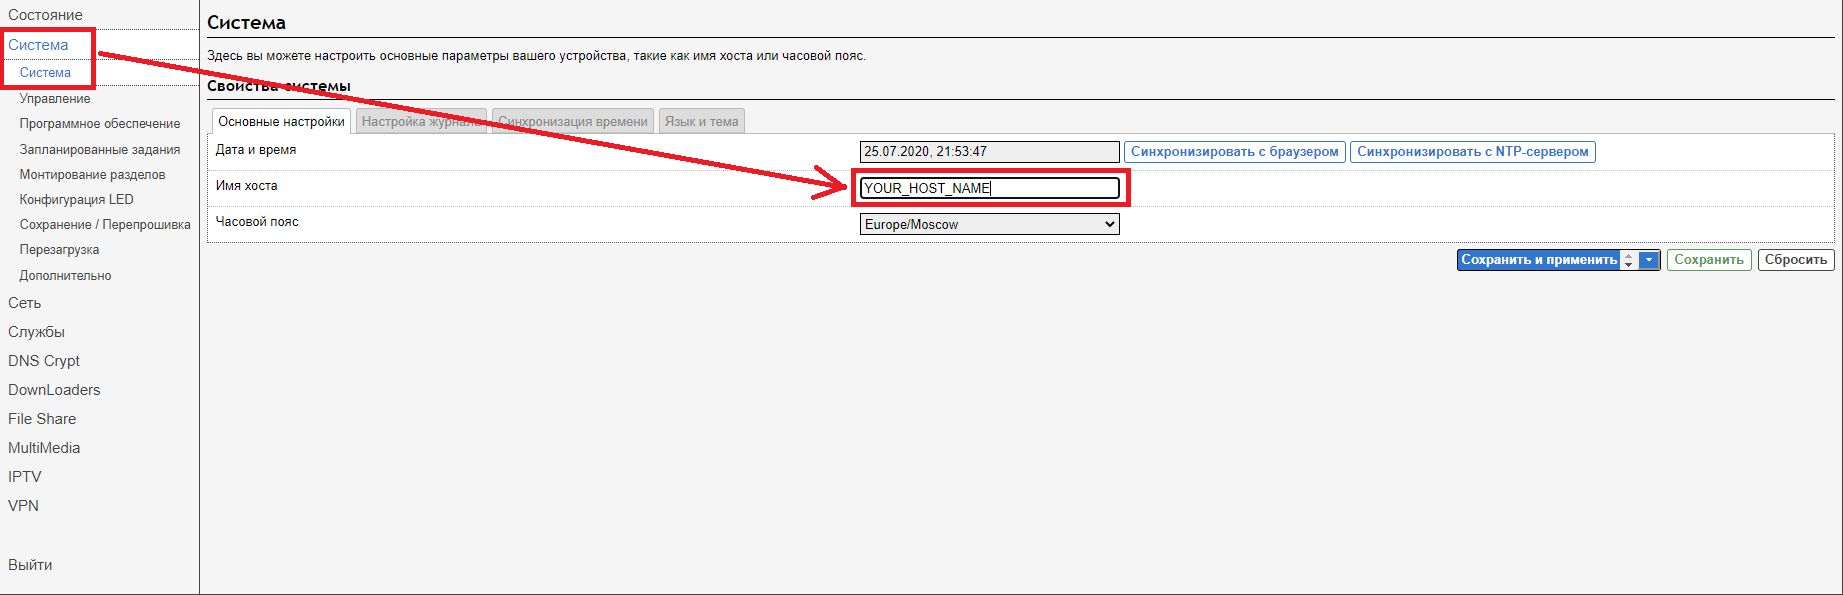 Состояние
Система
Система
Управление
Программное обеспечение
Запланированные задания
Монтирование разделов
Конфигурация LED
Сохранение / Перепрошивка
Перезагрузка
Дополнительно
Сеть
Службы
DNS Crypt
DownLoaders
File Share
MultiMedia
IPTV
VPN
Выйти
Система
Здесь вы можете настроить основные параметры вашего устройства, такие как имя хоста или часовой пояс.
Свойства системы
Основные настройки Настройка журнала Синхронизация времени Язык и тема
Дата и время 25.07.2020, 21:53:47 Синхронизировать с браузером Синхронизировать с NTP-сервером
Имя хоста YOUR_HOST_NAME
Часовой пояс Europe/Moscow
Сохранить и применить Сохранить Сбросить